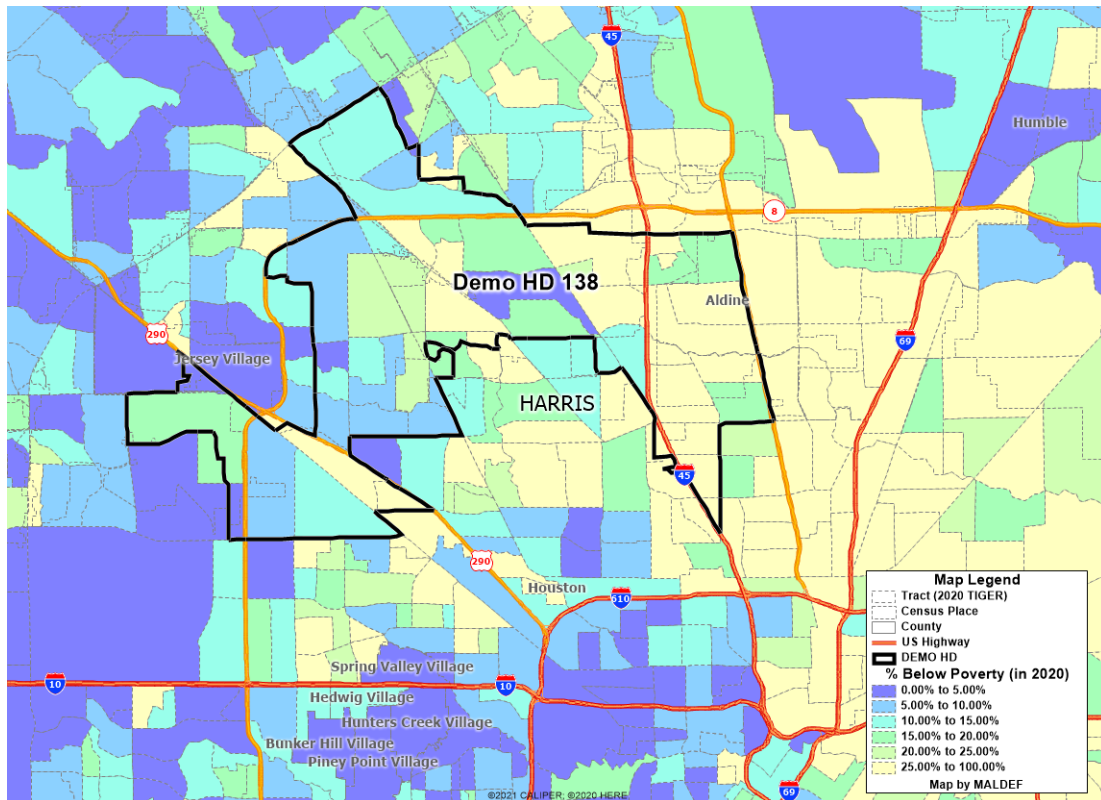 45
Humble
8
Demo HD 138
Aldine
290
69
Jersey Village
HARRIS
45
290
Houston
610
Spring Valley Village
10
10
Hedwig Village
Hunters Creek Village
Bunker Hill Village
Piney Point Village
69
Map Legend
Tract (2020 TIGER)
Census Place
County
US Highway
DEMO HD
% Below Poverty (in 2020)
0.00% to 5.00%
5.00% to 10.00%
10.00% to 15.00%
15.00% to 20.00%
20.00% to 25.00%
25.00% to 100.00%
Map by MALDEF
©2021 CALIPER; ©2020 HERE